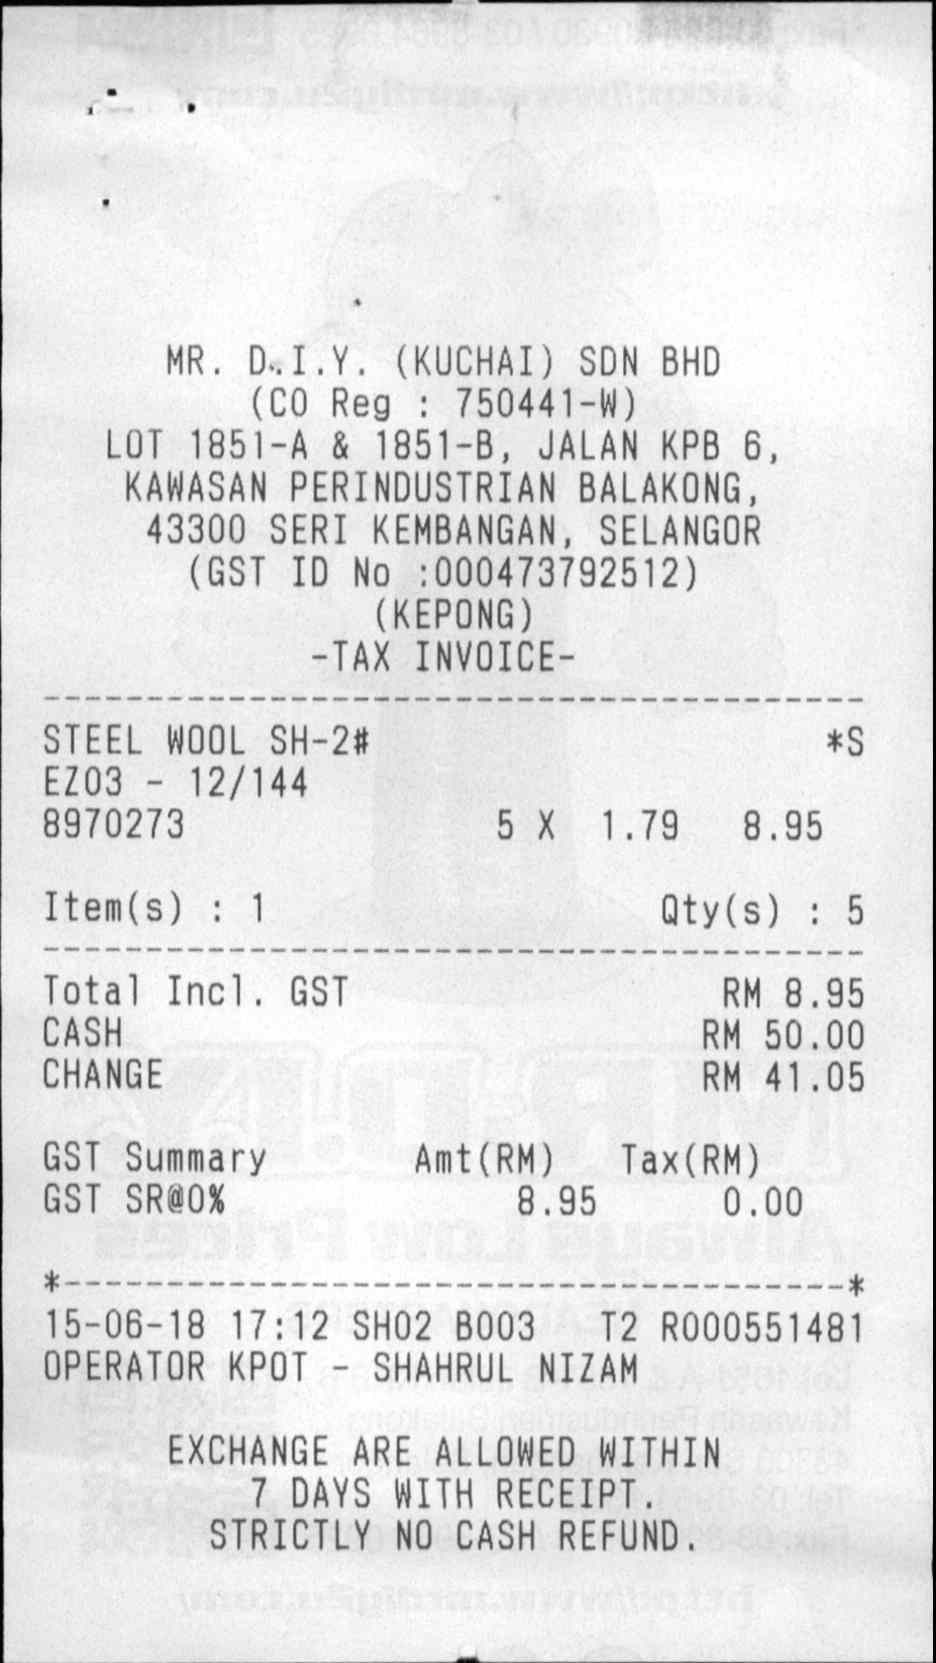 MR. D.I.Y. (KUCHAI) SDN BHD
(CO Reg : 750441-W)
LOT 1851-A & 1851-B, JALAN KPB 6,
KAWASAN PERINDUSTRIAN BALAKONG,
43300 SERI KEMBANGAN, SELANGOR
(GST ID No :000473792512)
(KEPONG)
-TAX INVOICE-
STEEL WOOL SH-2# *S
EZ03 - 12/144
8970273 5 X 1.79 8.95
Item(s) : 1 Qty(s) : 5
Total Incl. GST RM 8.95
CASH RM 50.00
CHANGE RM 41.05
GST Summary Amt(RM) Tax(RM)
GST SR@0% 8.95 0.00
*--------------------------------------*
15-06-18 17:12 SH02 B003 T2 R000551481
OPERATOR KPOT - SHAHRUL NIZAM
EXCHANGE ARE ALLOWED WITHIN
7 DAYS WITH RECEIPT.
STRICTLY NO CASH REFUND.